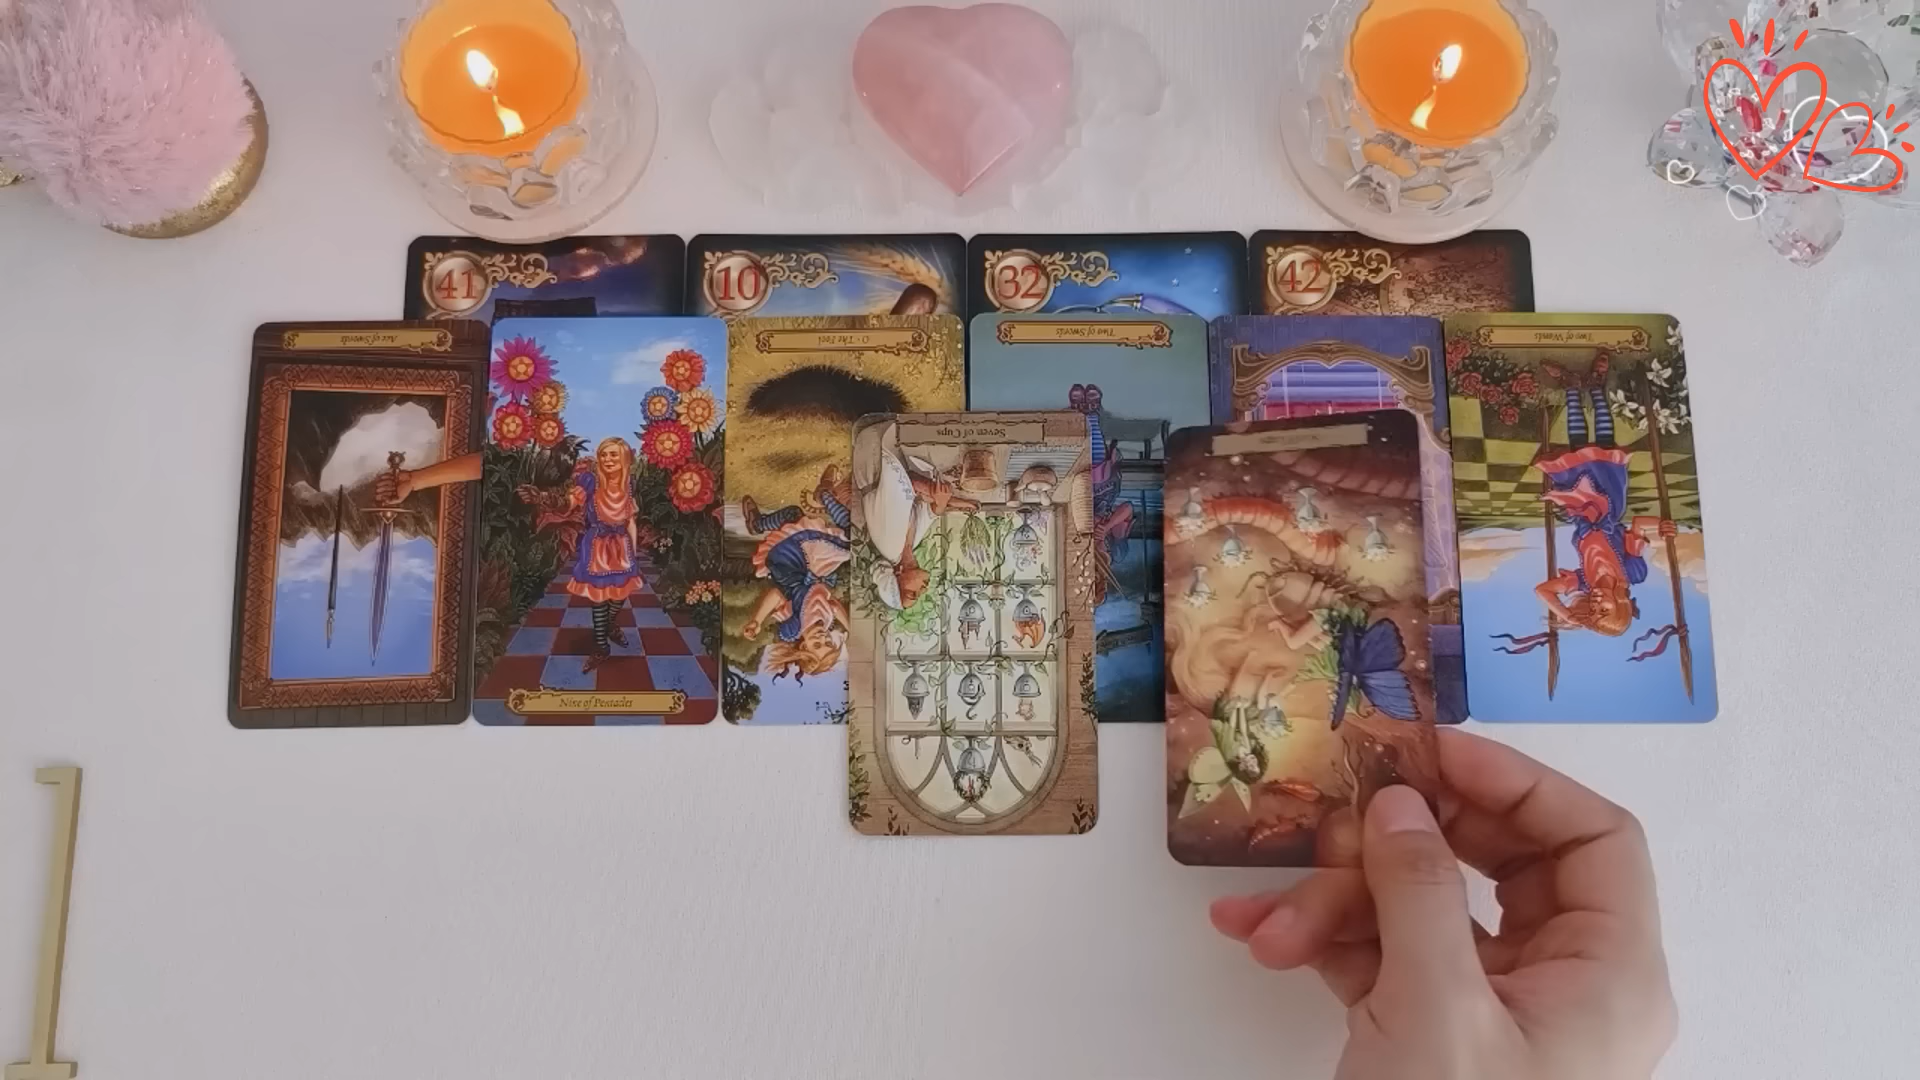 41
10
32
42
Ace of Swords
0 · The Fool
Two of Swords
Two of Wands
Seven of Cups
Nine of Pentacles
1